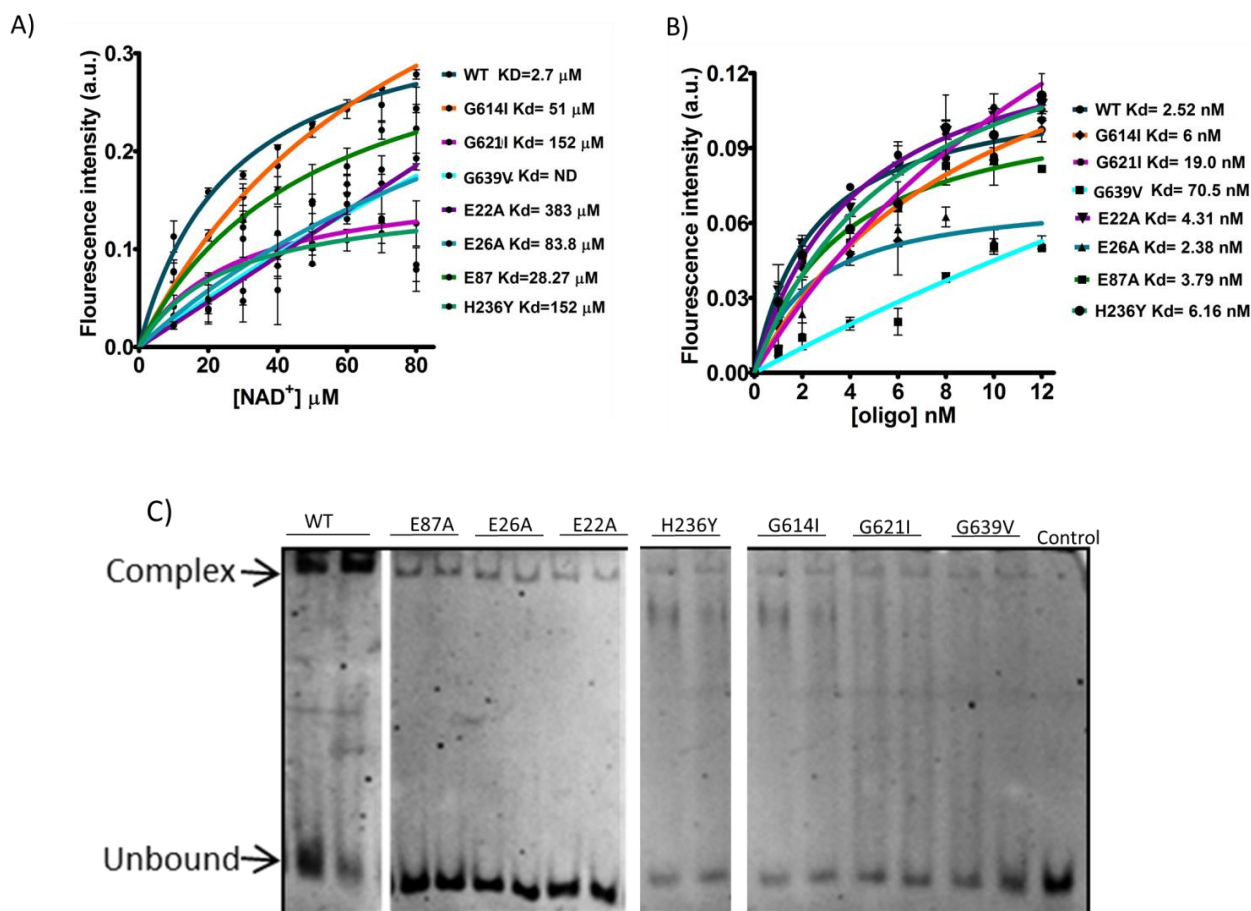 A)
Flourescence intensity (a.u.)
0.3
0.2
0.1
0.0
0
20
40
60
80
[NAD+] μM
WT KD=2.7 μM
G614I Kd= 51 μM
G621I Kd= 152 μM
G639V Kd= ND
E22A Kd= 383 μM
E26A Kd= 83.8 μM
E87 Kd=28.27 μM
H236Y Kd=152 μM
B)
Flourescence intensity (a.u.)
0.12
0.09
0.06
0.03
0.00
0
2
4
6
8
10
12
[oligo] nM
WT Kd= 2.52 nM
G614I Kd= 6 nM
G621I Kd= 19.0 nM
G639V Kd= 70.5 nM
E22A Kd= 4.31 nM
E26A Kd= 2.38 nM
E87A Kd= 3.79 nM
H236Y Kd= 6.16 nM
C)
WT
E87A
E26A
E22A
H236Y
G614I
G621I
G639V
Control
Complex
Unbound